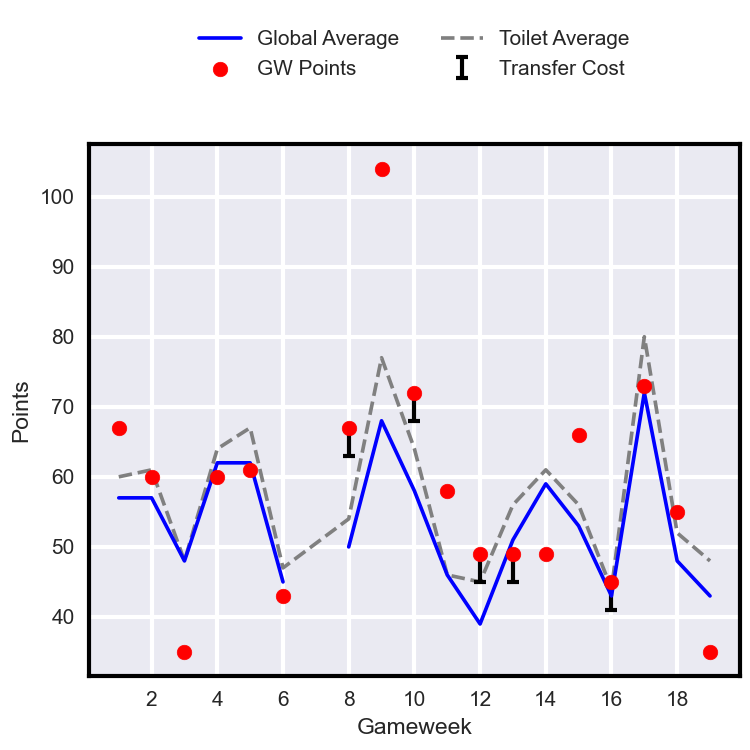 Global Average
Toilet Average
GW Points
Transfer Cost
100
90
80
70
60
50
40
Points
2 4 6 8 10 12 14 16 18
Gameweek